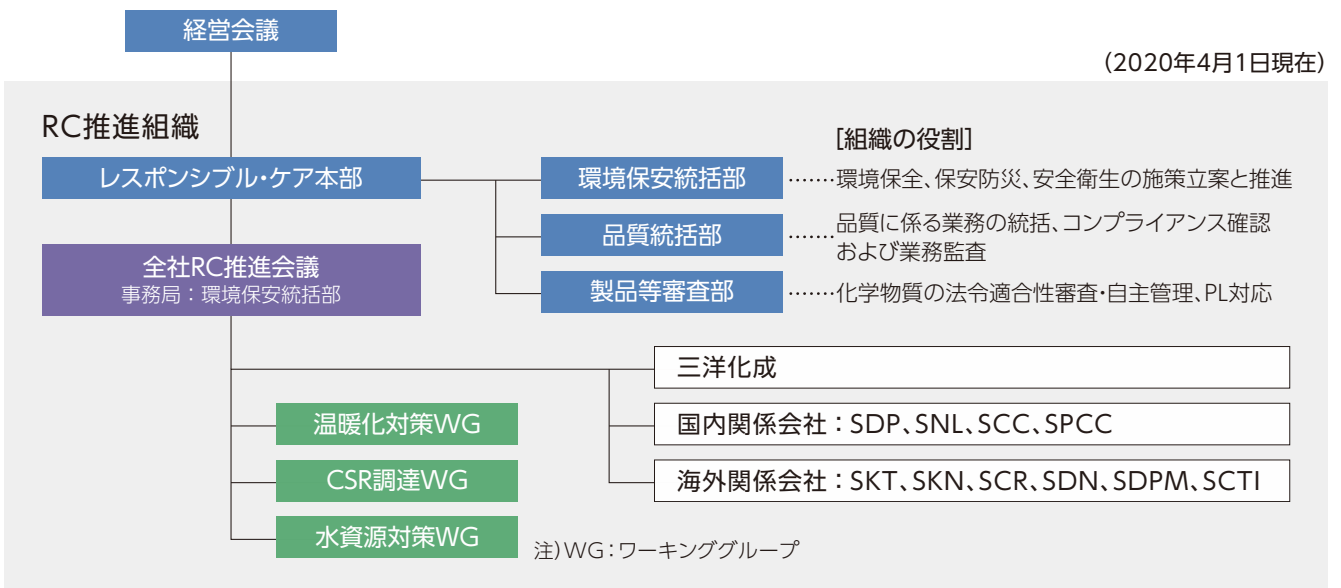 経営会議
(2020年4月1日現在)
RC推進組織
[組織の役割]
レスポンシブル・ケア本部
環境保安統括部
……環境保全、保安防災、安全衛生の施策立案と推進
品質統括部
……品質に係る業務の統括、コンプライアンス確認
および業務監査
全社RC推進会議
事務局：環境保安統括部
製品等審査部
……化学物質の法令適合性審査・自主管理、PL対応
三洋化成
温暖化対策WG
国内関係会社：SDP、SNL、SCC、SPCC
CSR調達WG
海外関係会社：SKT、SKN、SCR、SDN、SDPM、SCTI
水資源対策WG
注)WG：ワーキンググループ